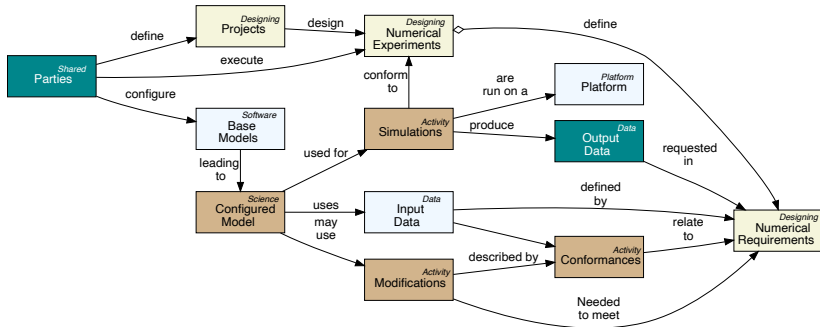 Designing
Projects
define
design
Designing
Numerical
Experiments
define
Shared
Parties
execute
configure
conform
to
are
run on a
Platform
Platform
Software
Base
Models
Activity
Simulations
produce
Data
Output
Data
leading
to
used for
requested
in
Science
Configured
Model
uses
may
use
Data
Input
Data
defined
by
Designing
Numerical
Requirements
relate
to
Activity
Conformances
described by
Activity
Modifications
Needed
to meet